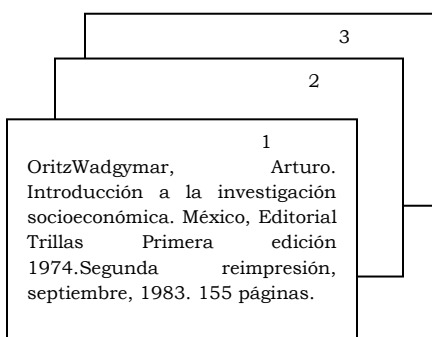 3
2
1
OritzWadgymar, Arturo.
Introducción a la investigación
socioeconómica. México, Editorial
Trillas Primera edición
1974.Segunda reimpresión,
septiembre, 1983. 155 páginas.